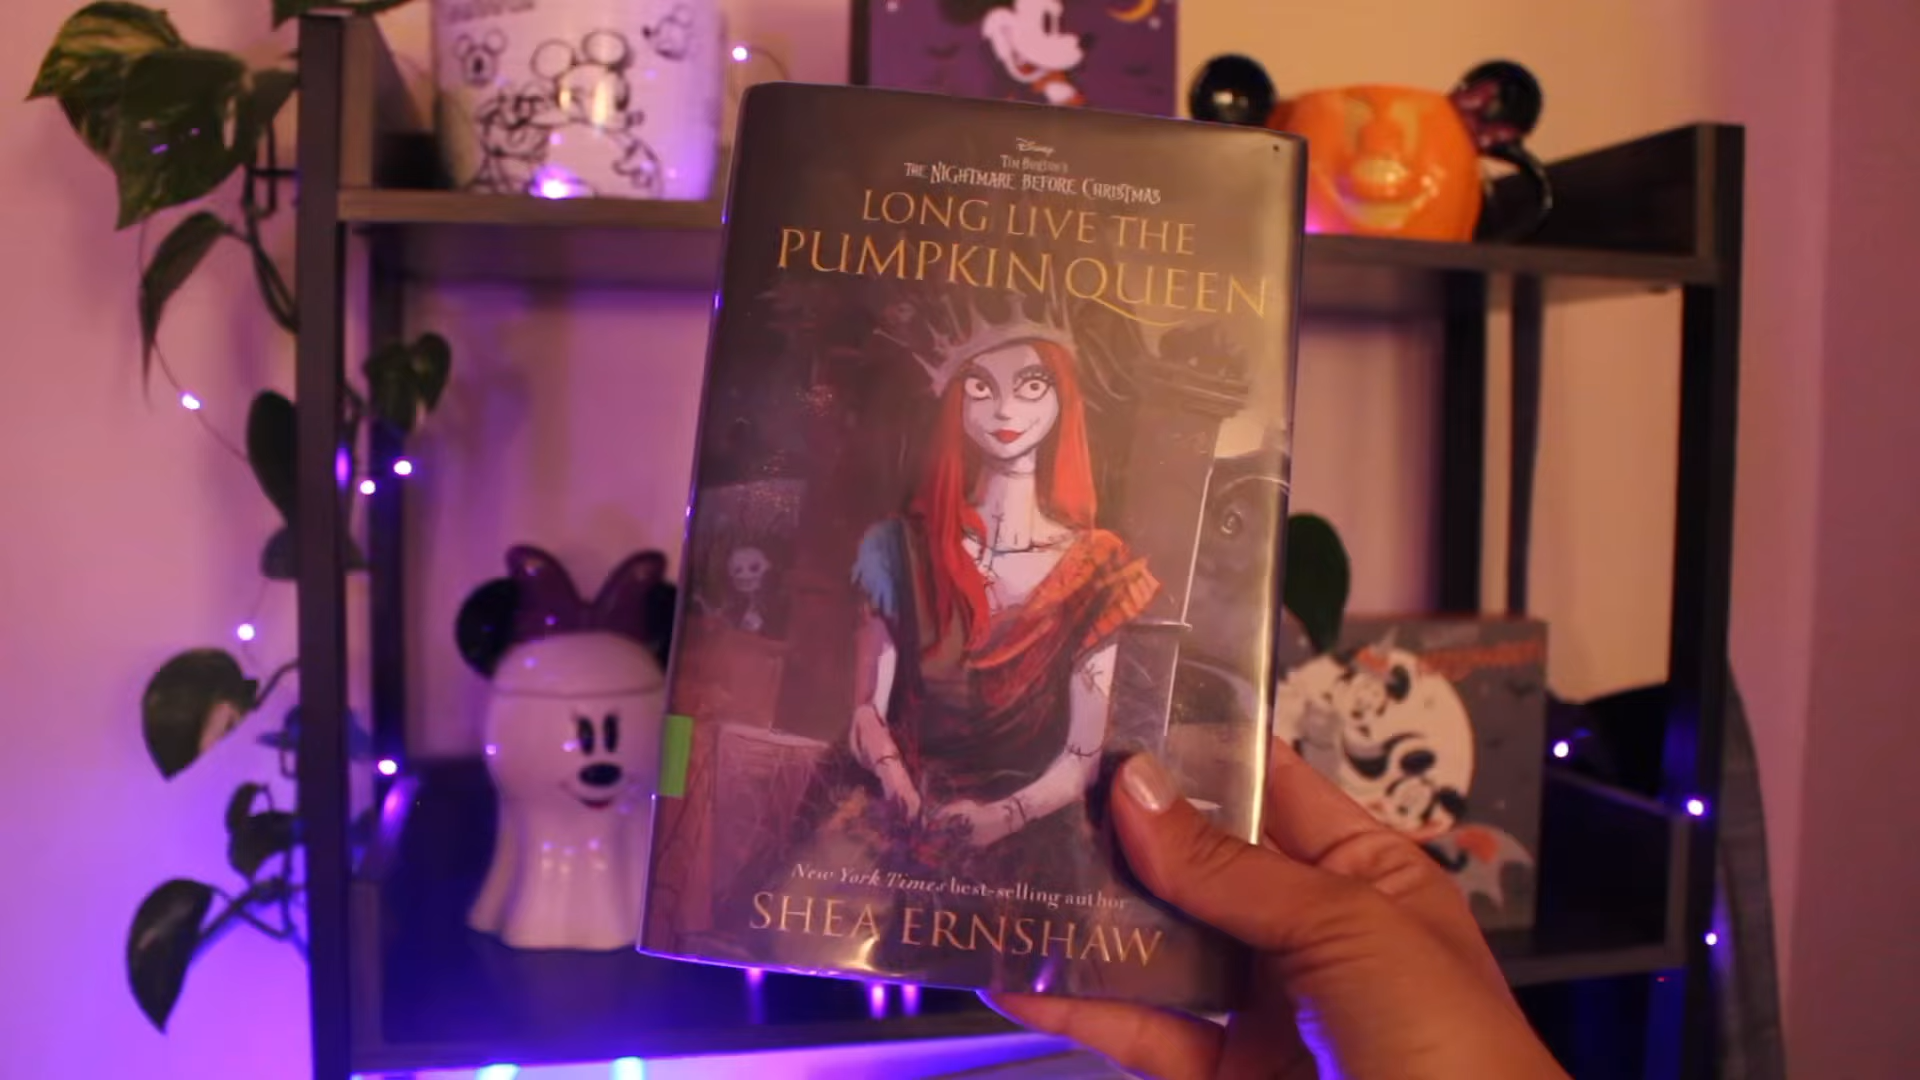 Disney
Tim Burton's
THE NIGHTMARE BEFORE CHRISTMAS
LONG LIVE THE
PUMPKIN QUEEN
New York Times best-selling author
SHEA ERNSHAW